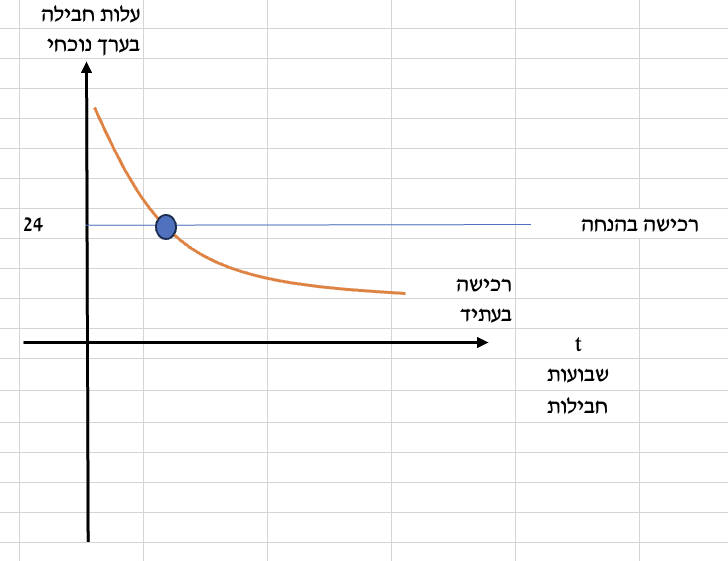 עלות חבילה
בערך נוכחי
24
רכישה בהנחה
רכישה
בעתיד
t
שבועות
חבילות